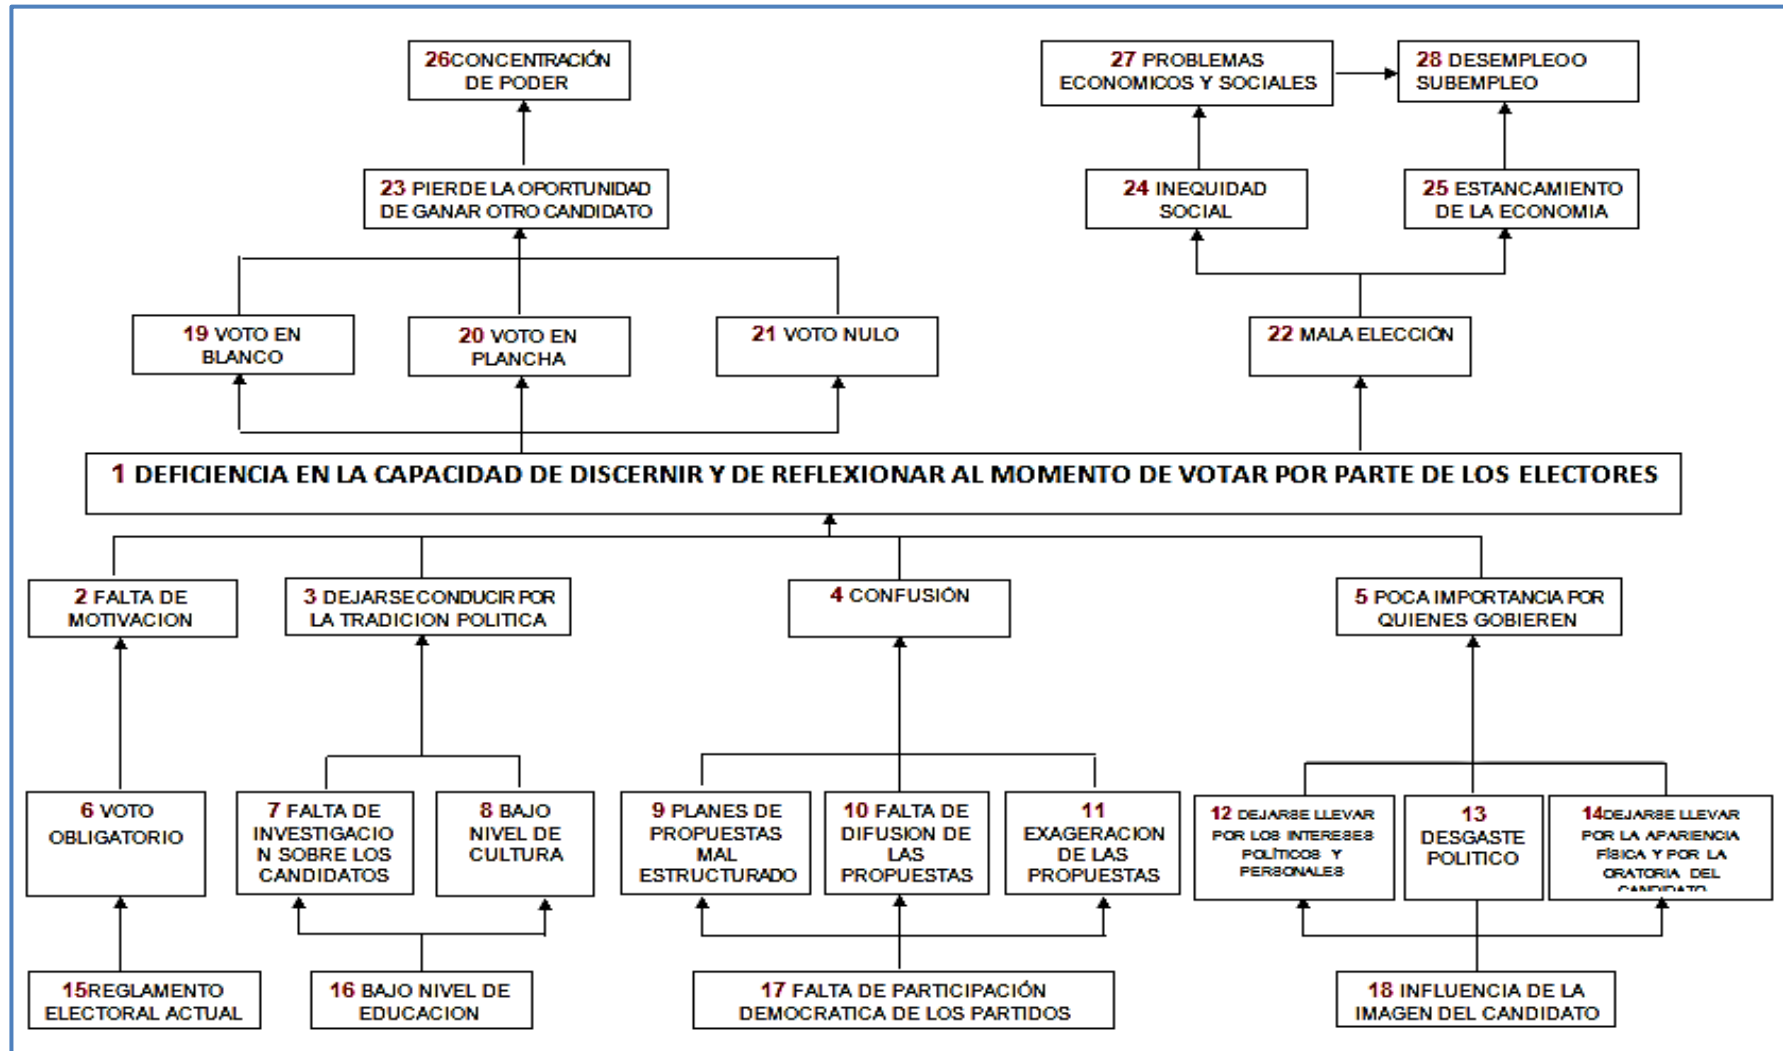 26CONCENTRACIÓN
DE PODER
27 PROBLEMAS
ECONOMICOS Y SOCIALES
28 DESEMPLEO O
SUBEMPLEO
23 PIERDE LA OPORTUNIDAD
DE GANAR OTRO CANDIDATO
24 INEQUIDAD
SOCIAL
25 ESTANCAMIENTO
DE LA ECONOMIA
19 VOTO EN
BLANCO
20 VOTO EN
PLANCHA
21 VOTO NULO
22 MALA ELECCIÓN
1 DEFICIENCIA EN LA CAPACIDAD DE DISCERNIR Y DE REFLEXIONAR AL MOMENTO DE VOTAR POR PARTE DE LOS ELECTORES
2 FALTA DE
MOTIVACION
3 DEJARSE CONDUCIR POR
LA TRADICION POLITICA
4 CONFUSIÓN
5 POCA IMPORTANCIA POR
QUIENES GOBIEREN
6 VOTO
OBLIGATORIO
7 FALTA DE
INVESTIGACIO
N SOBRE LOS
CANDIDATOS
8 BAJO
NIVEL DE
CULTURA
9 PLANES DE
PROPUESTAS
MAL
ESTRUCTURADO
10 FALTA DE
DIFUSION DE
LAS
PROPUESTAS
11
EXAGERACION
DE LAS
PROPUESTAS
12 DEJARSE LLEVAR
POR LOS INTERESES
POLÍTICOS Y
PERSONALES
13
DESGASTE
POLITICO
14DEJARSE LLEVAR
POR LA APARIENCIA
FÍSICA Y POR LA
ORATORIA DEL
CANDIDATO
15REGLAMENTO
ELECTORAL ACTUAL
16 BAJO NIVEL DE
EDUCACION
17 FALTA DE PARTICIPACIÓN
DEMOCRATICA DE LOS PARTIDOS
18 INFLUENCIA DE LA
IMAGEN DEL CANDIDATO